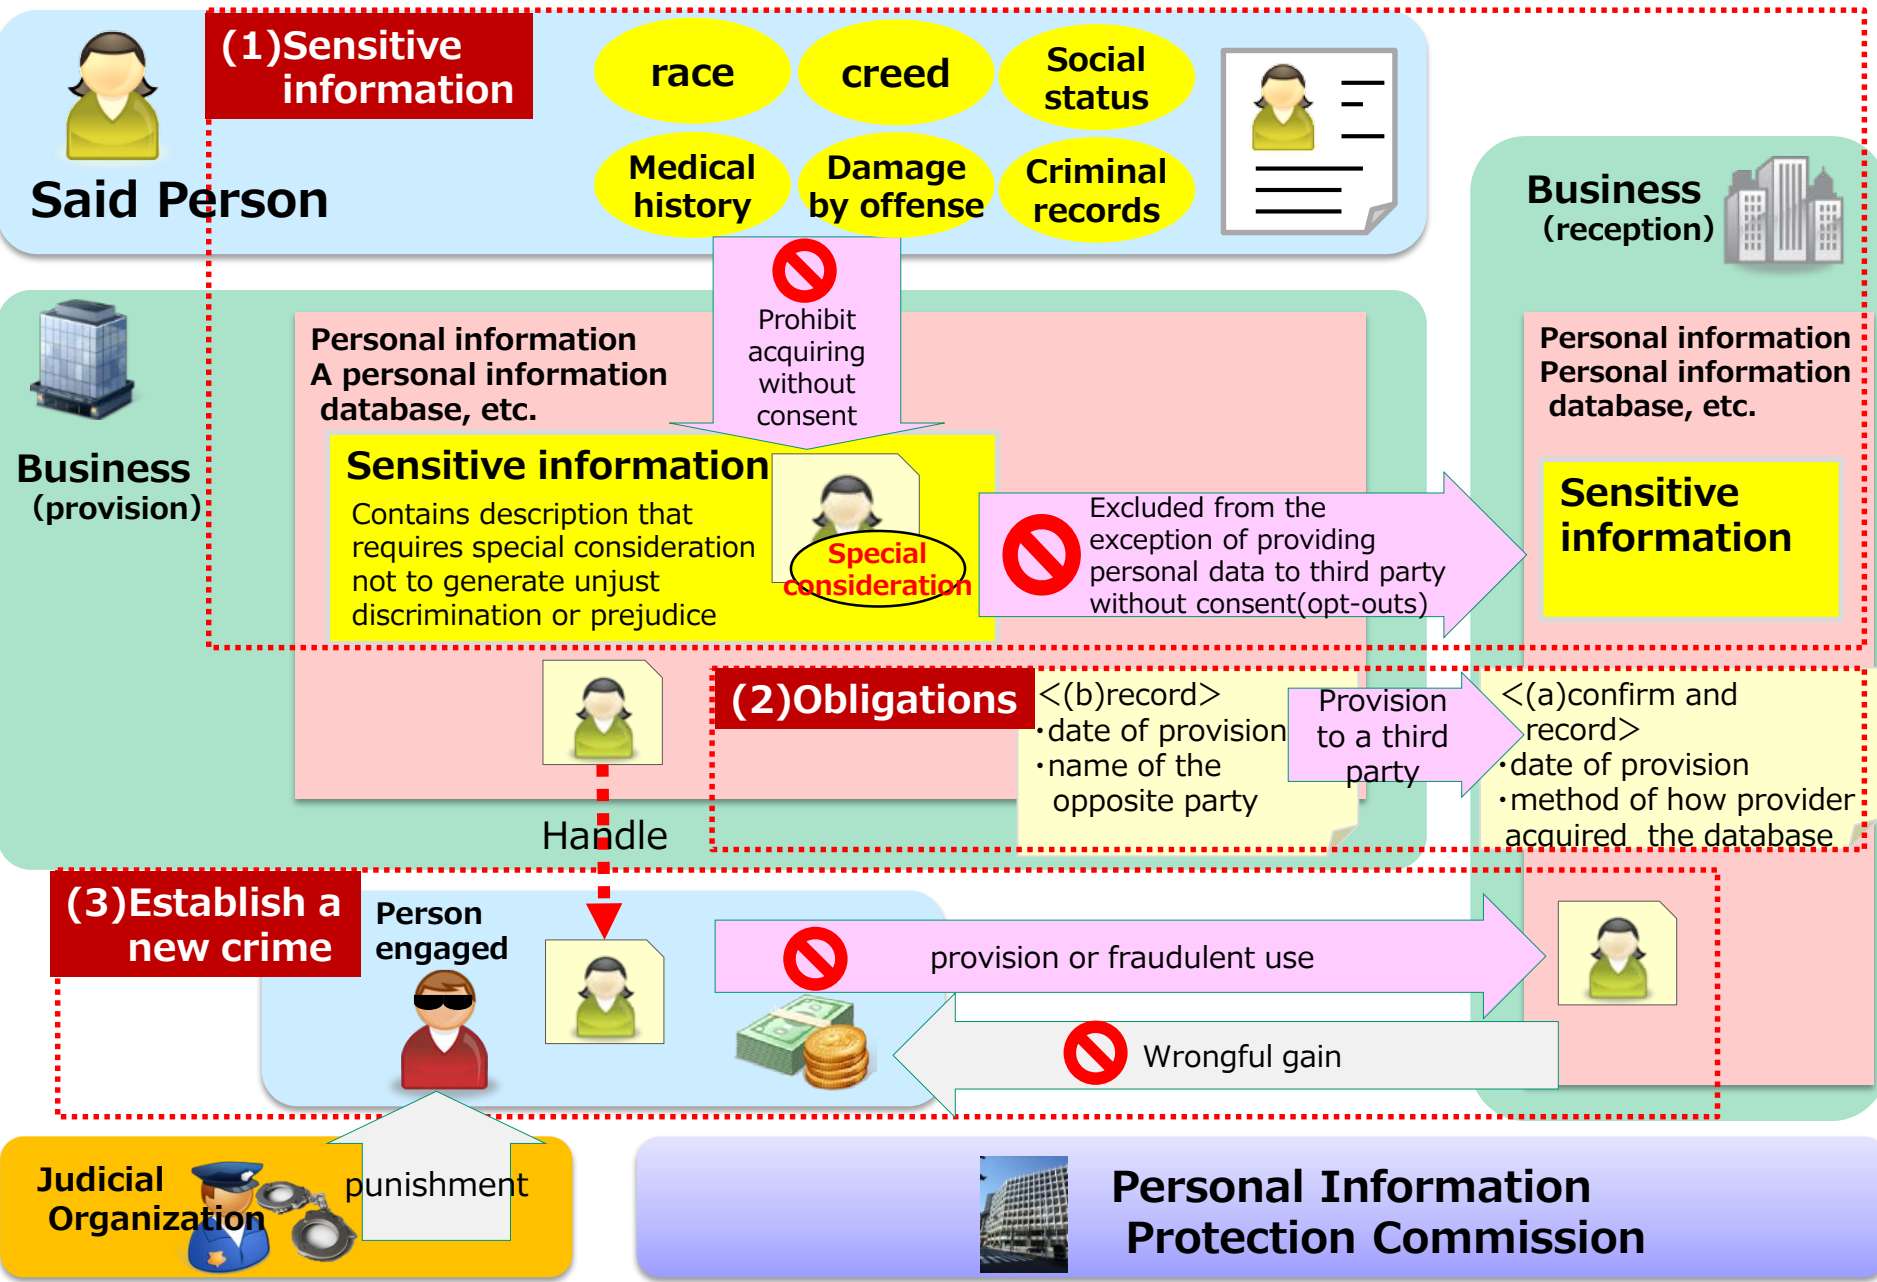 (1)Sensitive
information
race
creed
Social
status
Medical
history
Damage
by offense
Criminal
records
Said Person
Business
（reception）
Prohibit
acquiring
without
consent
Personal information
A personal information
database, etc.
Personal information
Personal information
database, etc.
Business
（provision）
Sensitive information
Contains description that
requires special consideration
not to generate unjust
discrimination or prejudice
Special
consideration
Excluded from the
exception of providing
personal data to third party
without consent(opt-outs)
Sensitive
information
(2)Obligations
＜(b)record＞
・date of provision
・name of the
opposite party
Provision
to a third
party
＜(a)confirm and
record＞
・date of provision
・method of how provider
acquired the database
Handle
(3)Establish a
new crime
Person
engaged
provision or fraudulent use
Wrongful gain
Judicial
Organization
punishment
Personal Information
Protection Commission